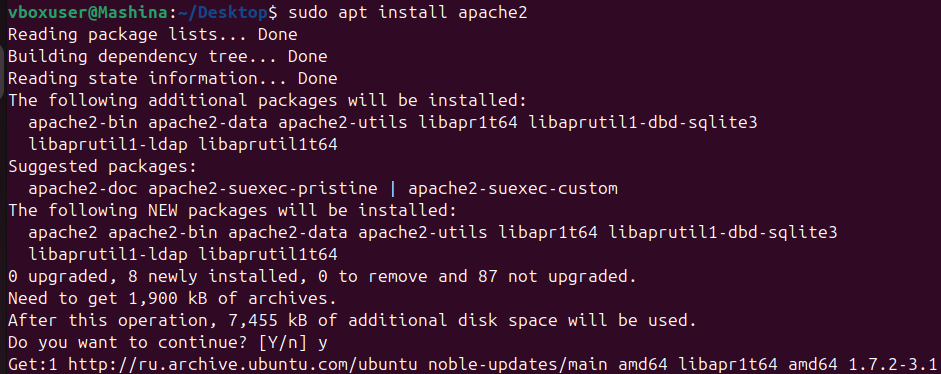 vboxuser@Mashina:~/Desktop$ sudo apt install apache2
Reading package lists... Done
Building dependency tree... Done
Reading state information... Done
The following additional packages will be installed:
  apache2-bin apache2-data apache2-utils libapr1t64 libaprutil1-dbd-sqlite3
  libaprutil1-ldap libaprutil1t64
Suggested packages:
  apache2-doc apache2-suexec-pristine | apache2-suexec-custom
The following NEW packages will be installed:
  apache2 apache2-bin apache2-data apache2-utils libapr1t64 libaprutil1-dbd-sqlite3
  libaprutil1-ldap libaprutil1t64
0 upgraded, 8 newly installed, 0 to remove and 87 not upgraded.
Need to get 1,900 kB of archives.
After this operation, 7,455 kB of additional disk space will be used.
Do you want to continue? [Y/n] y
Get:1 http://ru.archive.ubuntu.com/ubuntu noble-updates/main amd64 libapr1t64 amd64 1.7.2-3.1